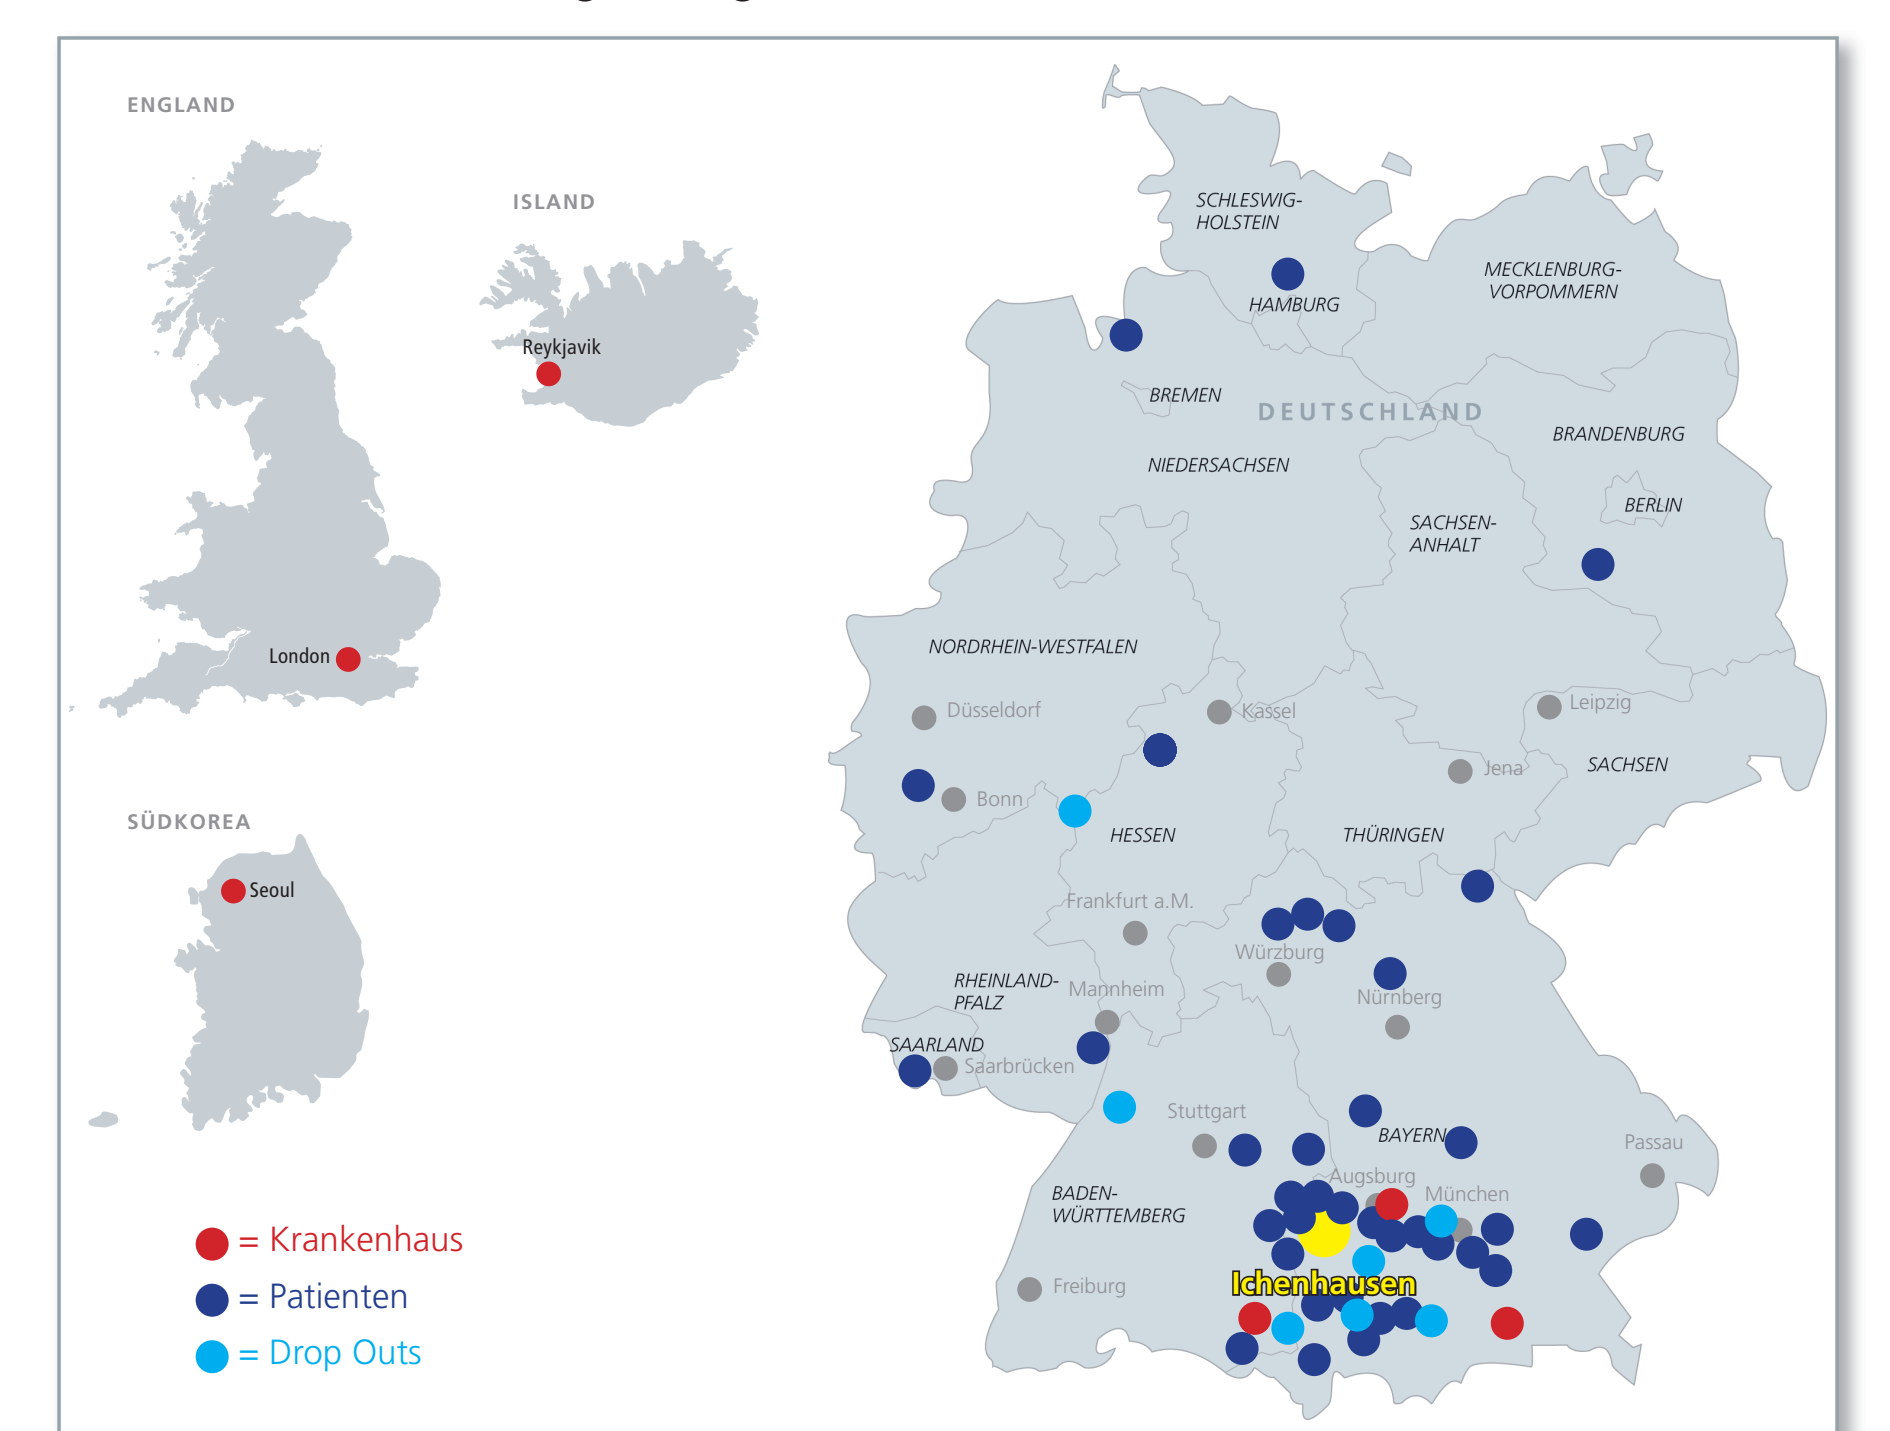 ENGLAND
ISLAND
Reykjavik
London
SÜDKOREA
Seoul
= Krankenhaus
= Patienten
= Drop Outs
SCHLESWIG-
HOLSTEIN
MECKLENBURG-
VORPOMMERN
HAMBURG
BREMEN
DEUTSCHLAND
BRANDENBURG
NIEDERSACHSEN
BERLIN
SACHSEN-
ANHALT
NORDRHEIN-WESTFALEN
Düsseldorf
Kassel
Leipzig
Jena
SACHSEN
Bonn
HESSEN
THÜRINGEN
Frankfurt a.M.
Würzburg
RHEINLAND-
PFALZ
Mannheim
Nürnberg
SAARLAND
Saarbrücken
Stuttgart
BAYERN
Passau
Augsburg
München
BADEN-
WÜRTTEMBERG
Freiburg
Ichenhausen